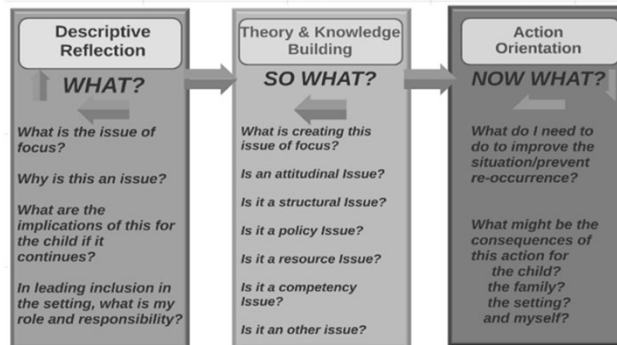 Descriptive
Reflection
WHAT?
What is the issue of
focus?
Why is this an issue?
What are the
implications of this for
the child if it
continues?
In leading inclusion in
the setting, what is my
role and responsibility?
Theory & Knowledge
Building
SO WHAT?
What is creating this
issue of focus?
Is an attitudinal Issue?
Is it a structural Issue?
Is it a policy Issue?
Is it a resource Issue?
Is it a competency
Issue?
Is it an other issue?
Action
Orientation
NOW WHAT?
What do I need to
do to improve the
situation/prevent
re-occurrence?
What might be the
consequences of
this action for
the child?
the family?
the setting?
and myself?